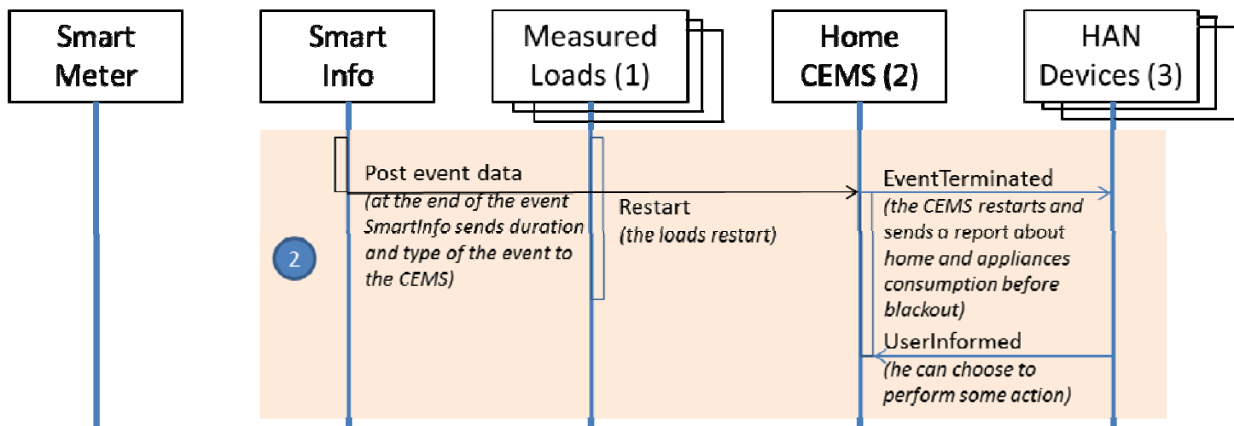 Smart
Meter
Smart
Info
Measured
Loads (1)
Home
CEMS (2)
HAN
Devices (3)
Post event data
(at the end of the event
SmartInfo sends duration
and type of the event to
the CEMS)
2
Restart
(the loads restart)
EventTerminated
(the CEMS restarts and
sends a report about
home and appliances
consumption before
blackout)
UserInformed
(he can choose to
perform some action)